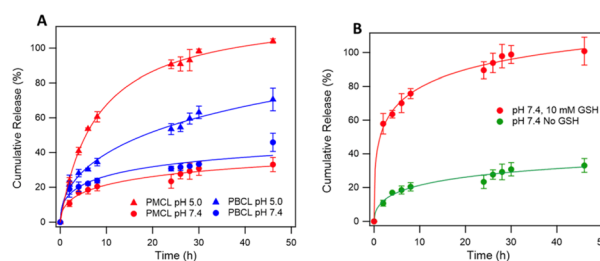 A
Cumulative Release (%)
100
80
60
40
20
0
PMCL pH 5.0 PBCL pH 5.0
PMCL pH 7.4 PBCL pH 7.4
0 10 20 30 40 50
Time (h)
B
Cumulative Release (%)
120
100
80
60
40
20
0
pH 7.4, 10 mM GSH
pH 7.4 No GSH
0 10 20 30 40 50
Time (h)